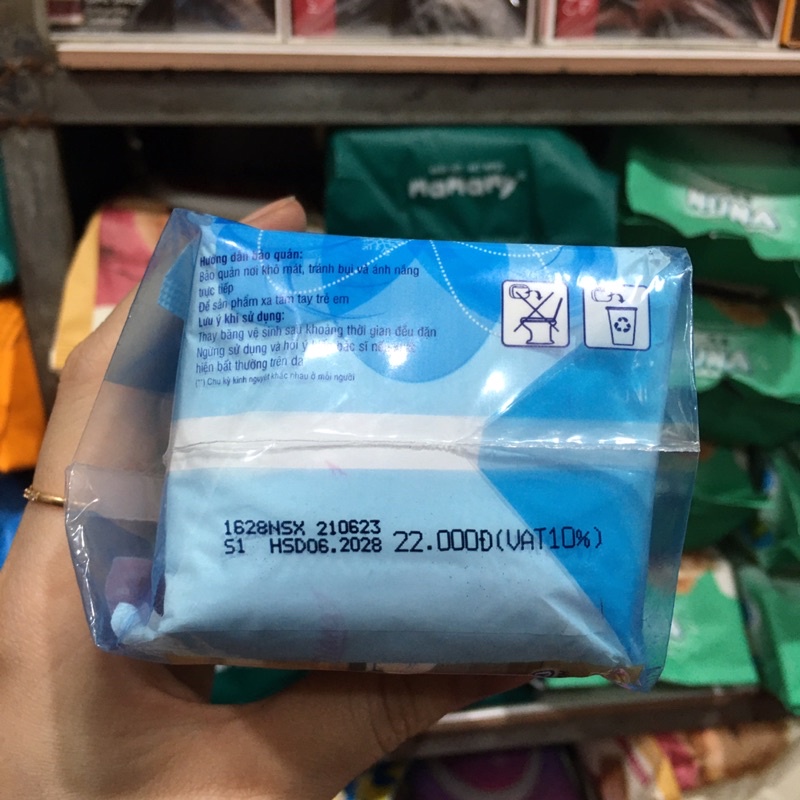 mamamy
NUNA
NUNA
Hướng dẫn bảo quản:
Bảo quản nơi khô mát, tránh bụi và ánh nắng
trực tiếp
Để sản phẩm xa tầm tay trẻ em
Lưu ý khi sử dụng:
Thay băng vệ sinh sau khoảng thời gian đều đặn
Ngưng sử dụng và hỏi ý bác sĩ
hiện bất thường trên da
(*) Chu kỳ kinh nguyệt khác nhau ở mỗi người
1628NSX 210623
S1 HSD06.2028 22.000Đ(VAT10%)